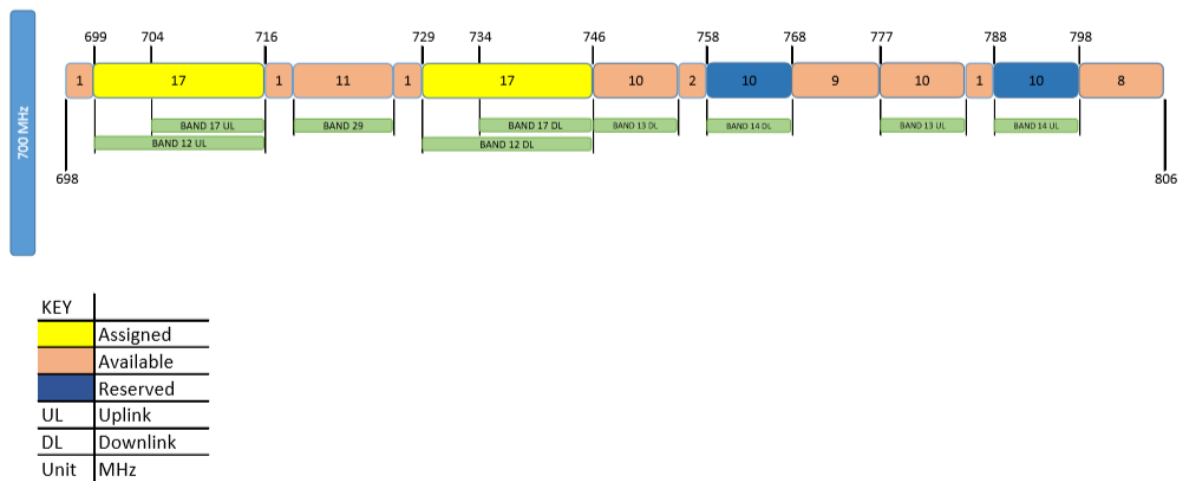 700 MHz
699 704 716 729 734 746 758 768 777 788 798
1 17 1 11 1 17 10 2 10 9 10 1 10 8
BAND 17 UL BAND 29 BAND 17 DL BAND 13 DL BAND 14 DL BAND 13 UL BAND 14 UL
BAND 12 UL BAND 12 DL
698 806
KEY
Assigned
Available
Reserved
UL Uplink
DL Downlink
Unit MHz